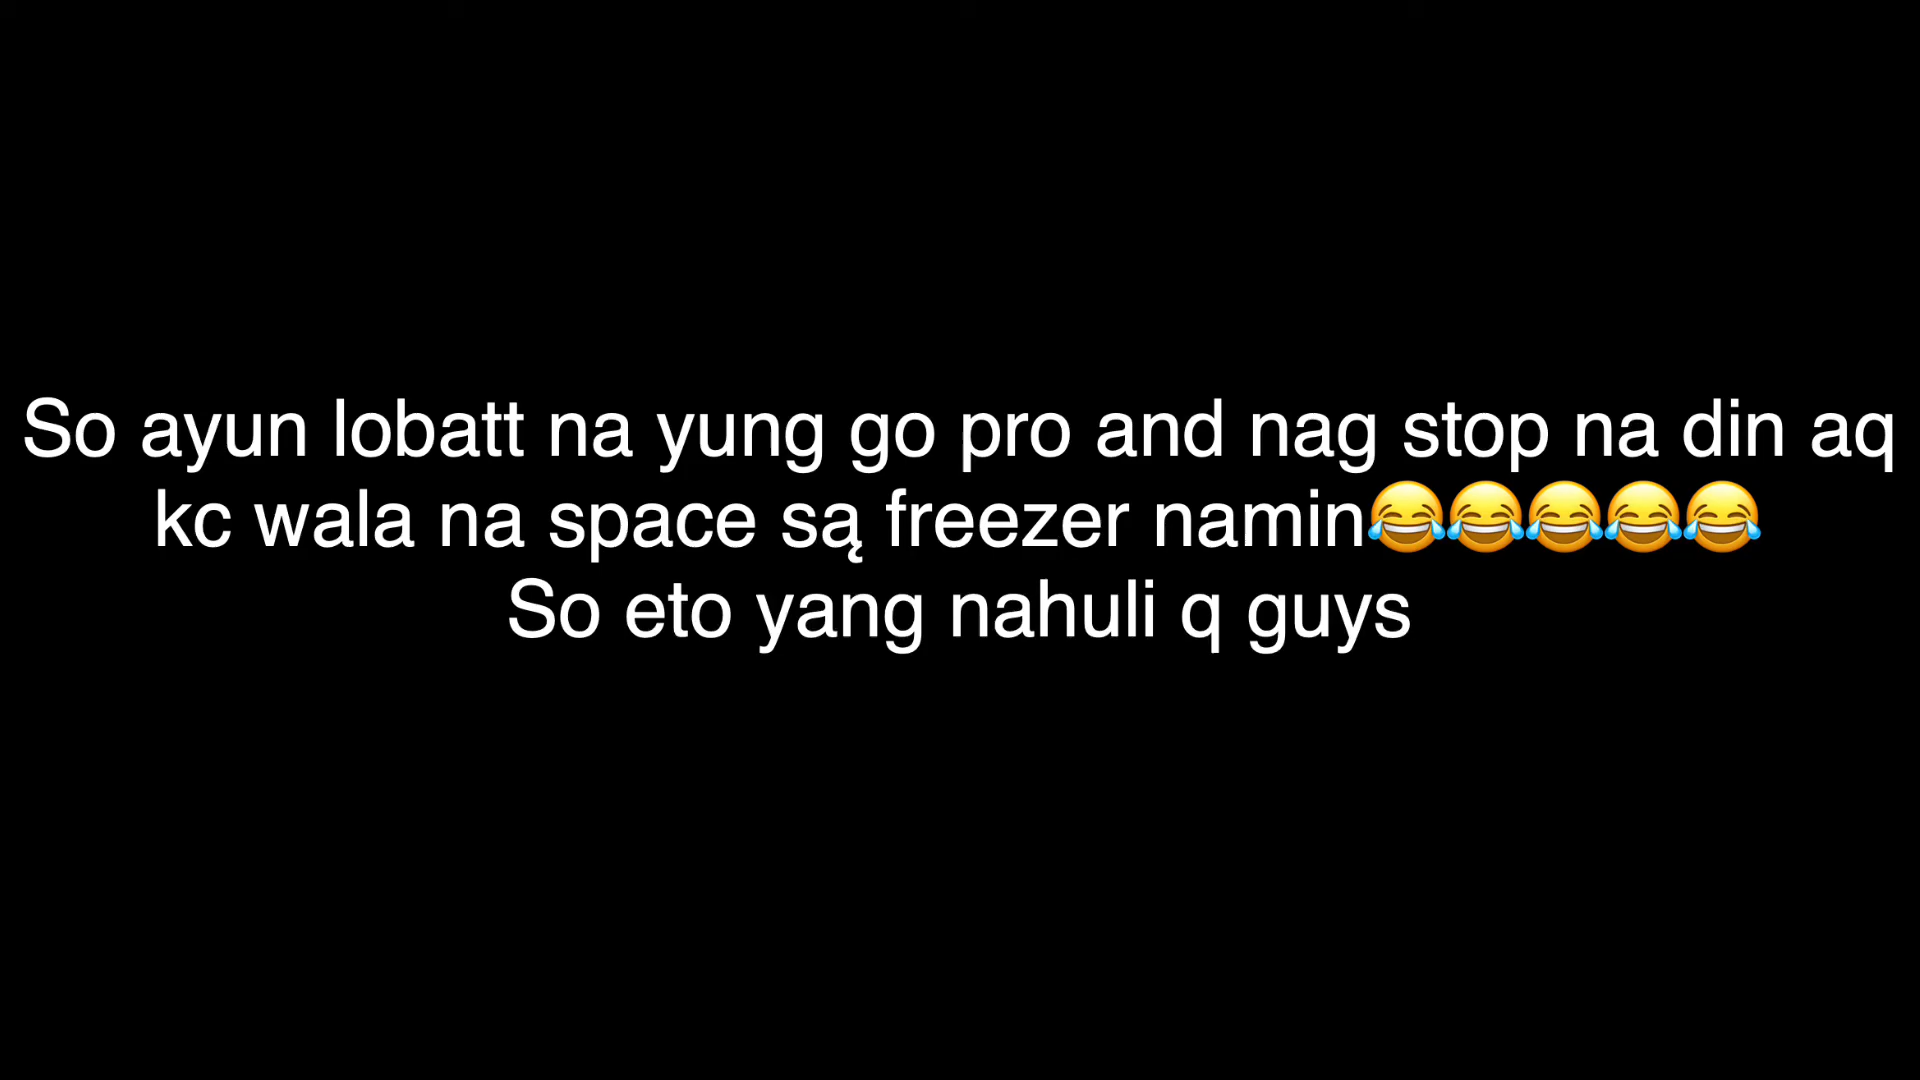 So ayun lobatt na yung go pro and nag stop na din aq
kc wala na space są freezer namin😂😂😂😂😂
So eto yang nahuli q guys